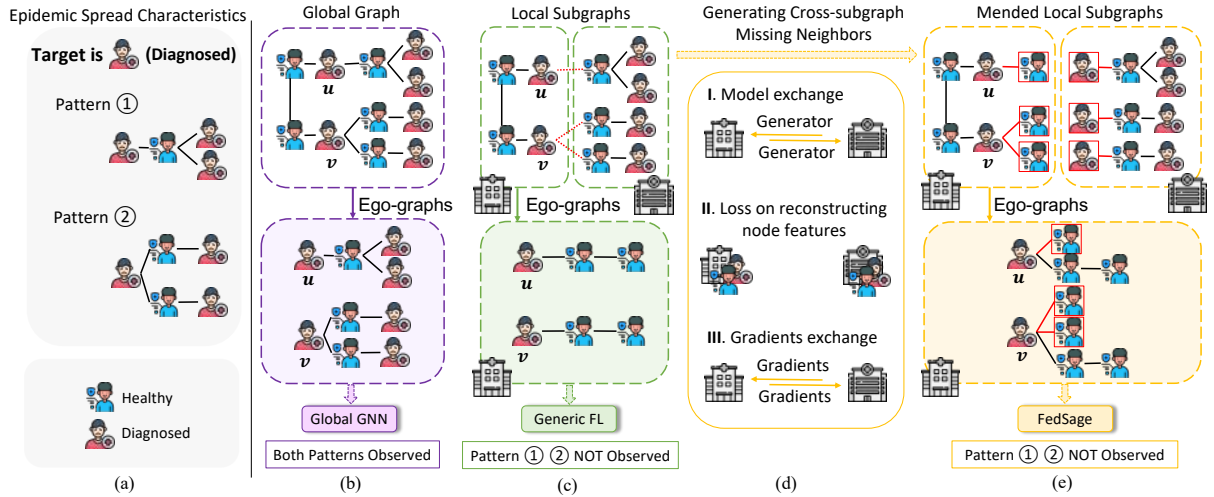 Epidemic Spread Characteristics
Target is (Diagnosed)
Pattern ①
Pattern ②
Healthy
Diagnosed
(a)
Global Graph
u
v
Ego-graphs
u
v
Global GNN
Both Patterns Observed
(b)
Local Subgraphs
u
v
Ego-graphs
u
v
Generic FL
Pattern ① ② NOT Observed
(c)
Generating Cross-subgraph
Missing Neighbors
I. Model exchange
Generator
Generator
II. Loss on reconstructing
node features
III. Gradients exchange
Gradients
Gradients
(d)
Mended Local Subgraphs
u
v
Ego-graphs
u
v
FedSage
Pattern ① ② NOT Observed
(e)